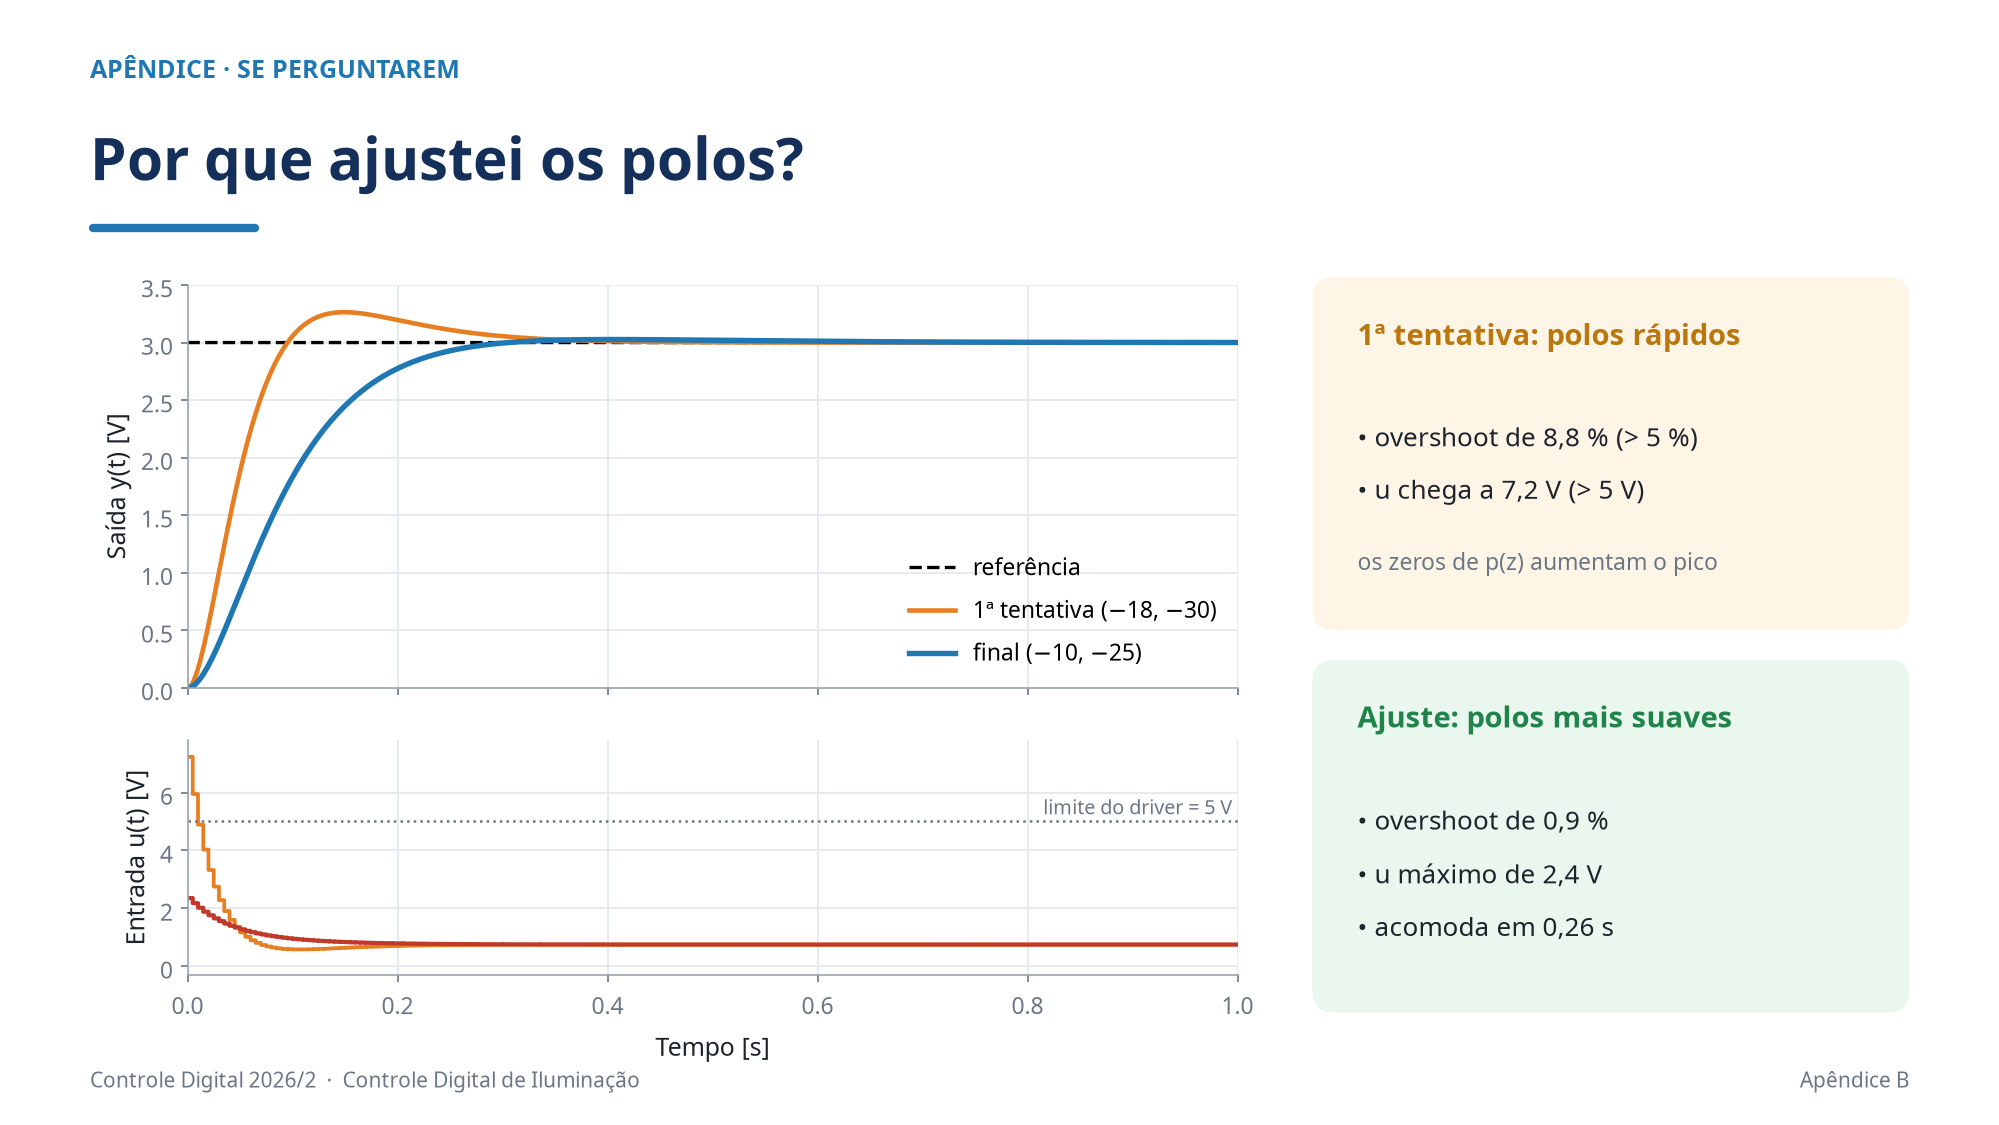 APÊNDICE · SE PERGUNTAREM
Por que ajustei os polos?
Saída y(t) [V]
3.5
3.0
2.5
2.0
1.5
1.0
0.5
0.0
referência
1ª tentativa (−18, −30)
final (−10, −25)
Entrada u(t) [V]
6
4
2
0
limite do driver = 5 V
0.0
0.2
0.4
0.6
0.8
1.0
Tempo [s]
1ª tentativa: polos rápidos
• overshoot de 8,8 % (> 5 %)
• u chega a 7,2 V (> 5 V)
os zeros de p(z) aumentam o pico
Ajuste: polos mais suaves
• overshoot de 0,9 %
• u máximo de 2,4 V
• acomoda em 0,26 s
Controle Digital 2026/2 · Controle Digital de Iluminação
Apêndice B